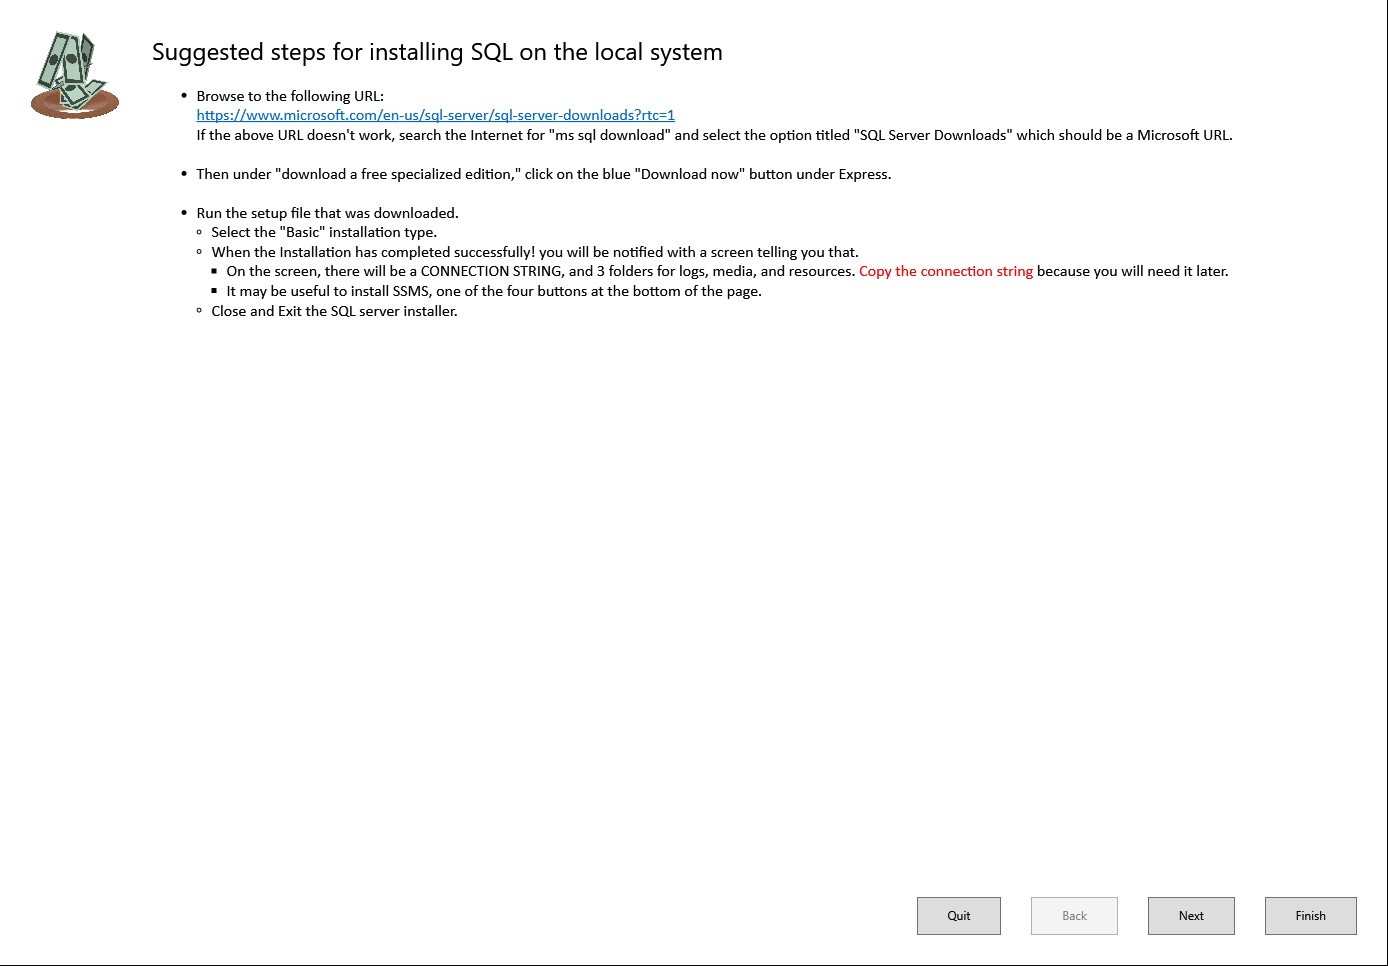 Suggested steps for installing SQL on the local system
Browse to the following URL:
https://www.microsoft.com/en-us/sql-server/sql-server-downloads?rtc=1
If the above URL doesn't work, search the Internet for "ms sql download" and select the option titled "SQL Server Downloads" which should be a Microsoft URL.
Then under "download a free specialized edition," click on the blue "Download now" button under Express.
Run the setup file that was downloaded.
Select the "Basic" installation type.
When the Installation has completed successfully! you will be notified with a screen telling you that.
On the screen, there will be a CONNECTION STRING, and 3 folders for logs, media, and resources. Copy the connection string because you will need it later.
It may be useful to install SSMS, one of the four buttons at the bottom of the page.
Close and Exit the SQL server installer.
Quit
Back
Next
Finish